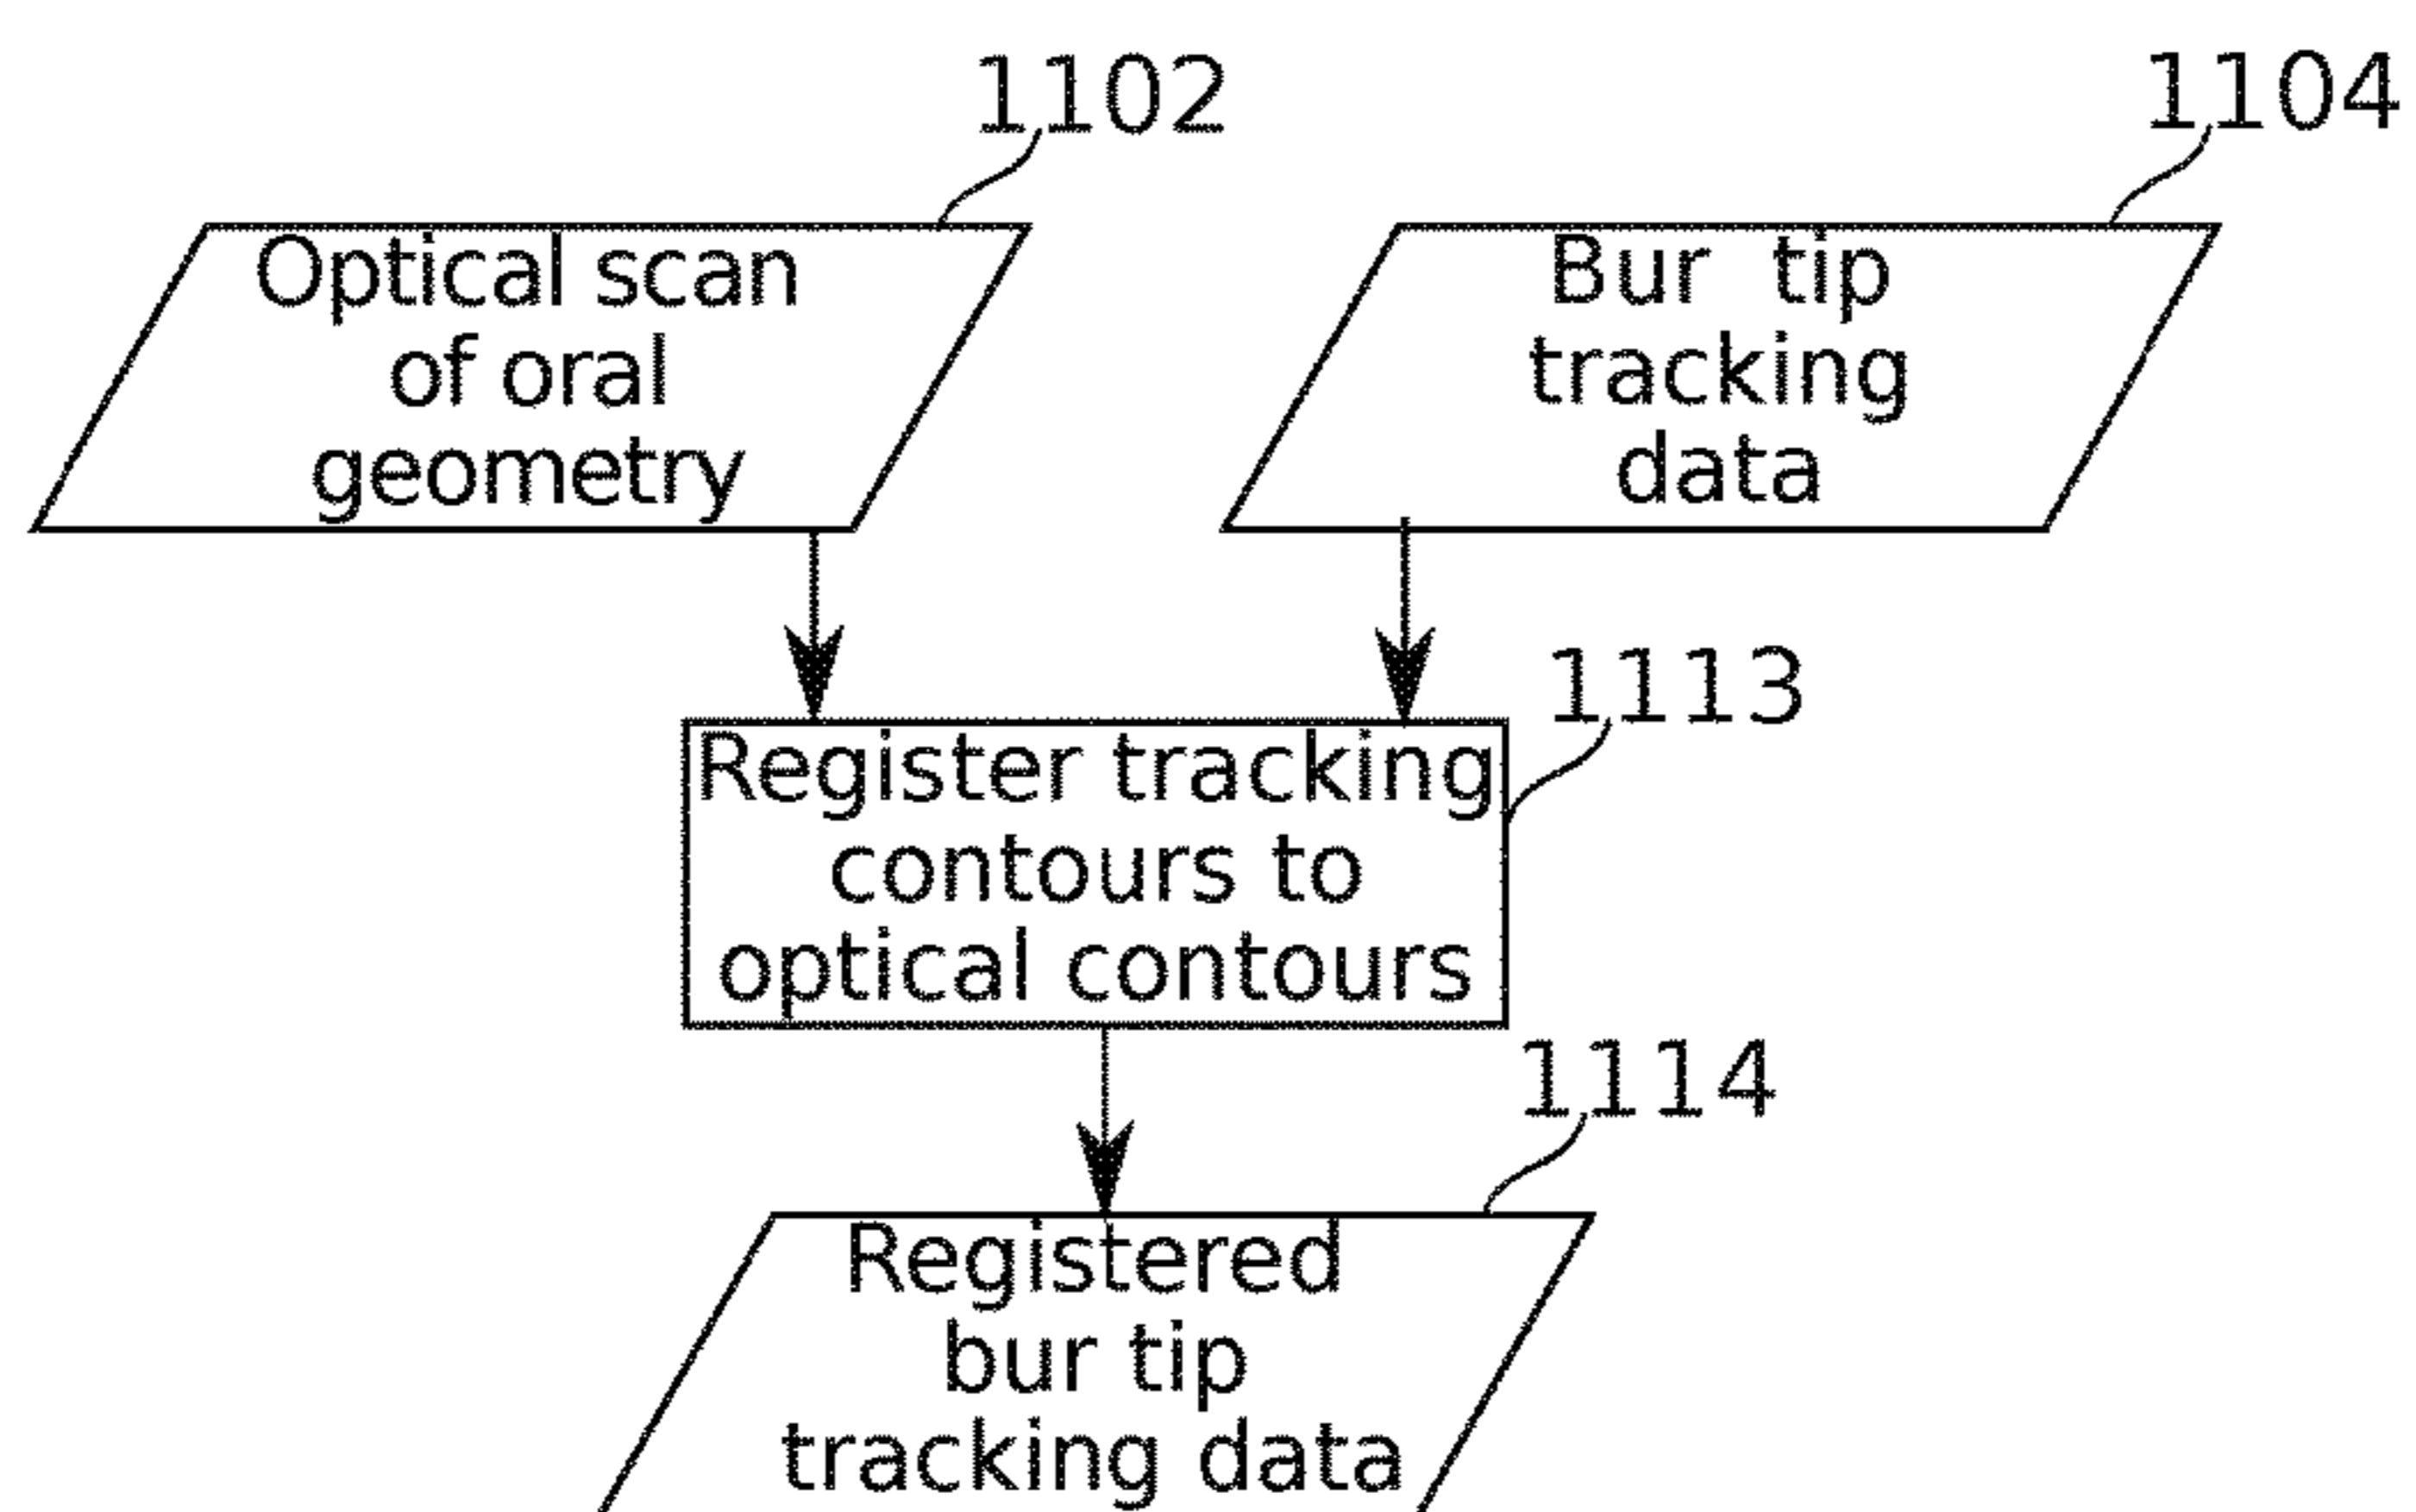 1102
1104
Optical scan
of oral
geometry
Bur tip
tracking
data
1113
Register tracking
contours to
optical contours
1114
Registered
bur tip
tracking data